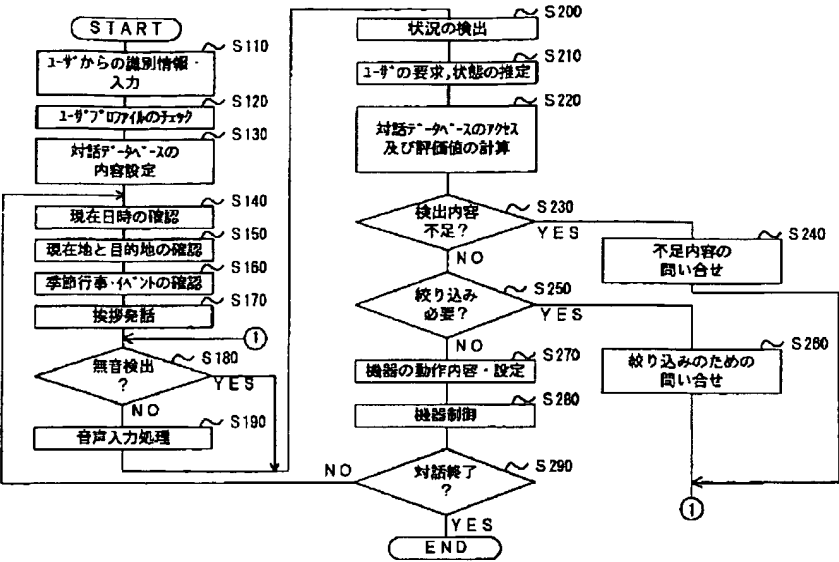 START
S110
ユーザからの識別情報・
入力
S120
ユーザプロファイルのチェック
S130
対話データベースの
内容設定
S140
現在日時の確認
S150
現在地と目的地の確認
S160
季節行事・イベントの確認
S170
挨拶発話
①
S180
無音検出
?
YES
NO
S190
音声入力処理
S200
状況の検出
S210
ユーザの要求,状態の推定
S220
対話データベースのアクセス
及び評価値の計算
S230
検出内容
不足?
YES
NO
S240
不足内容の
問い合せ
S250
絞り込み
必要?
YES
NO
S260
絞り込みのための
問い合せ
S270
機器の動作内容・設定
S280
機器制御
S290
対話終了
?
NO
YES
①
END